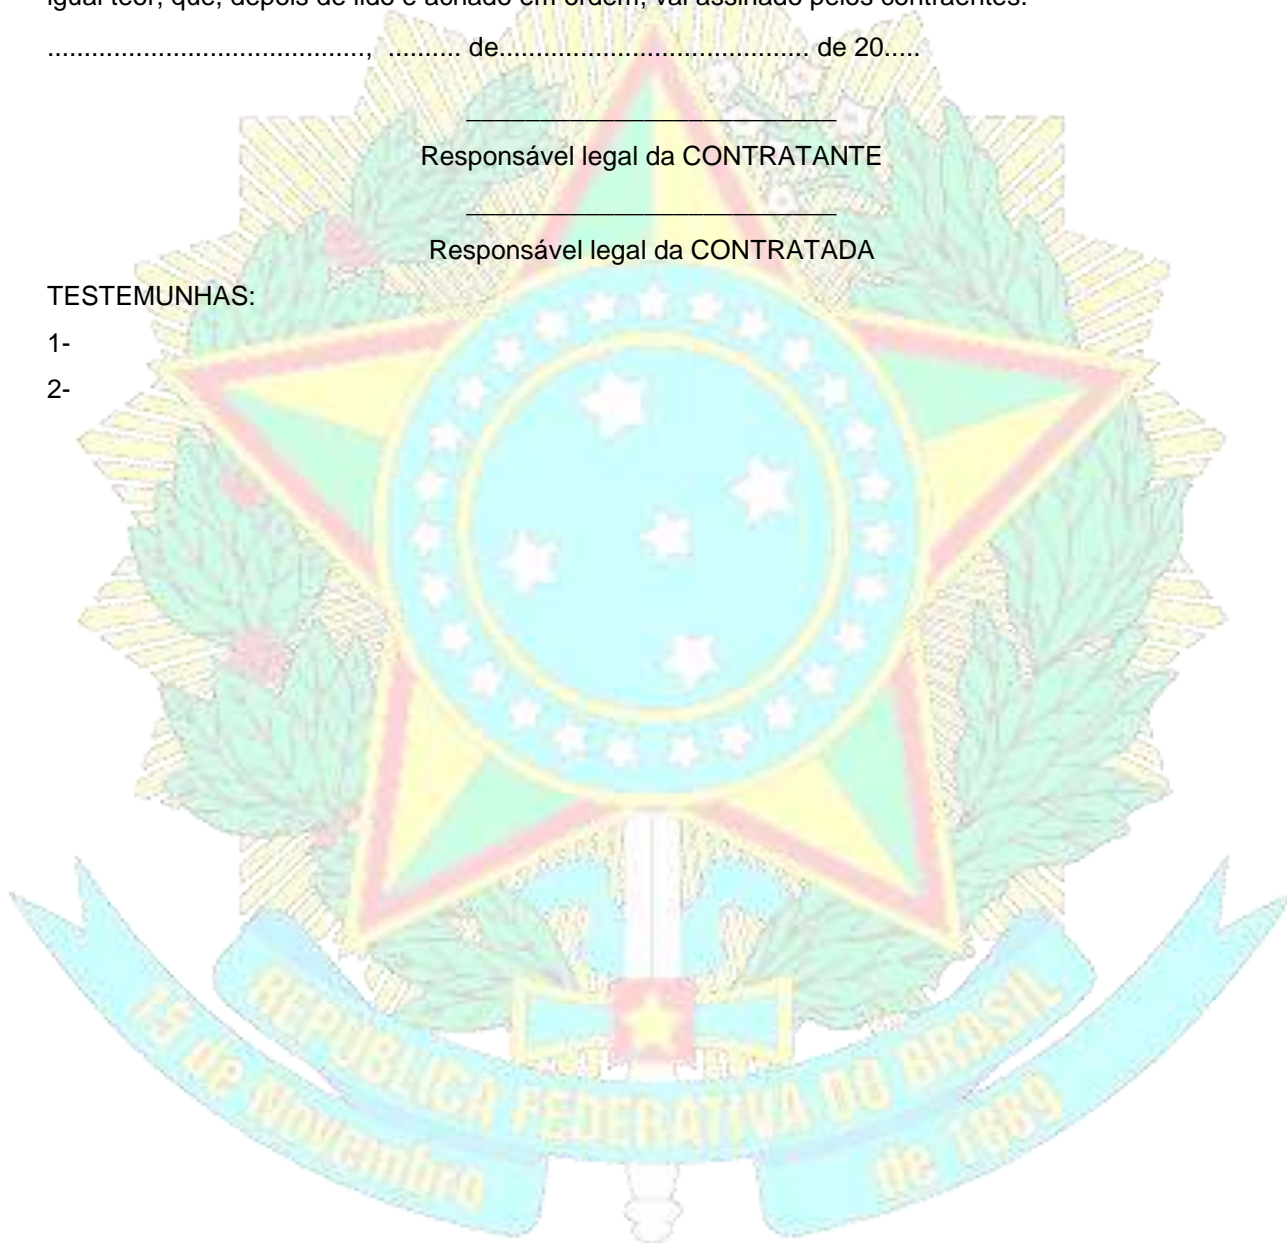 igual teor, que, depois de lido e achado em ordem, vai assinado pelos contraentes.
..........................................., .......... de.......................................... de 20.....
Responsável legal da CONTRATANTE
Responsável legal da CONTRATADA
TESTEMUNHAS:
1-
2-
REPÚBLICA FEDERATIVA DO BRASIL
15 de Novembro
de 1889